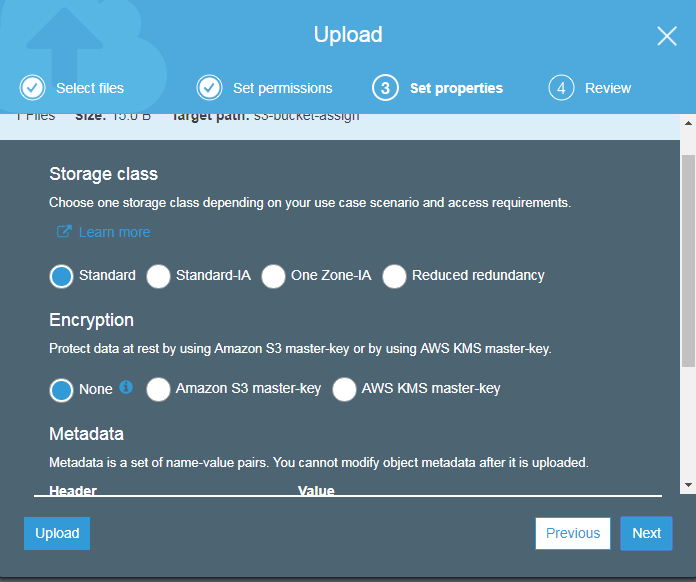 Upload
Select files
Set permissions
3 Set properties
4 Review
1 Files Size: 15.0 B Target path: s3-bucket-assign
Storage class
Choose one storage class depending on your use case scenario and access requirements.
Learn more
Standard Standard-IA One Zone-IA Reduced redundancy
Encryption
Protect data at rest by using Amazon S3 master-key or by using AWS KMS master-key.
None Amazon S3 master-key AWS KMS master-key
Metadata
Metadata is a set of name-value pairs. You cannot modify object metadata after it is uploaded.
Header Value
Upload Previous Next